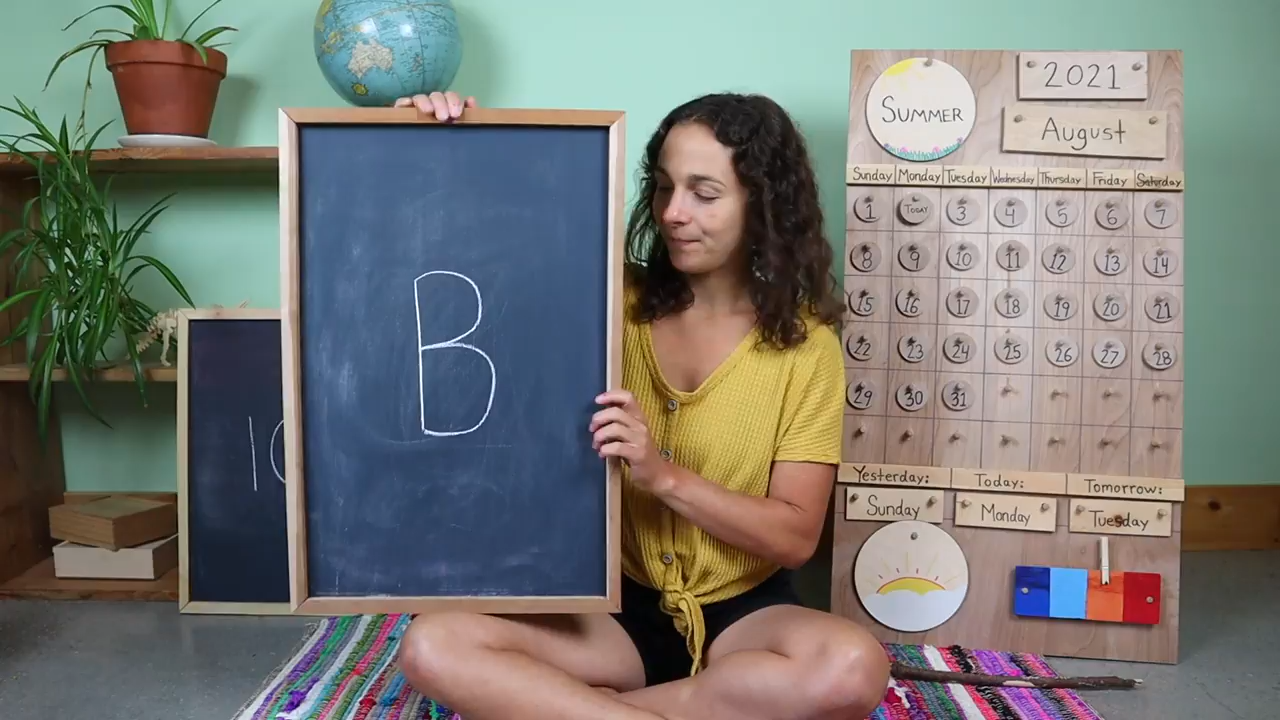 B
2021
SUMMER
August
Sunday Monday Tuesday Wednesday Thursday Friday Saturday
1 TODAY 3 4 5 6 7
8 9 10 11 12 13 14
15 16 17 18 19 20 21
22 23 24 25 26 27 28
29 30 31
Yesterday: Today: Tomorrow:
Sunday Monday Tuesday